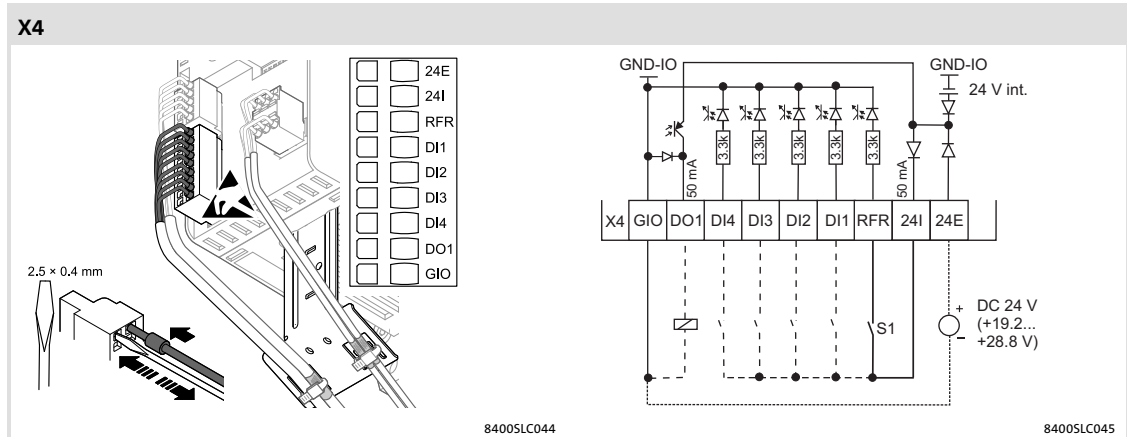 X4
24E
24I
RFR
DI1
DI2
DI3
DI4
DO1
GIO
2.5 × 0.4 mm
8400SLC044
GND-IO
GND-IO
24 V int.
3.3k
3.3k
3.3k
3.3k
3.3k
50 mA
50 mA
X4 GIO DO1 DI4 DI3 DI2 DI1 RFR 24I 24E
S1
+ DC 24 V
(+19.2...
− +28.8 V)
8400SLC045